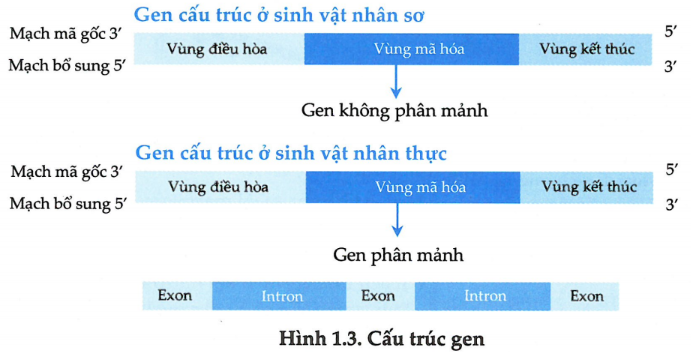 Gen cấu trúc ở sinh vật nhân sơ
Mạch mã gốc 3′ 5′
Vùng điều hòa Vùng mã hóa Vùng kết thúc
Mạch bổ sung 5′ 3′
Gen không phân mảnh
Gen cấu trúc ở sinh vật nhân thực
Mạch mã gốc 3′ 5′
Vùng điều hòa Vùng mã hóa Vùng kết thúc
Mạch bổ sung 5′ 3′
Gen phân mảnh
Exon Intron Exon Intron Exon
Hình 1.3. Cấu trúc gen